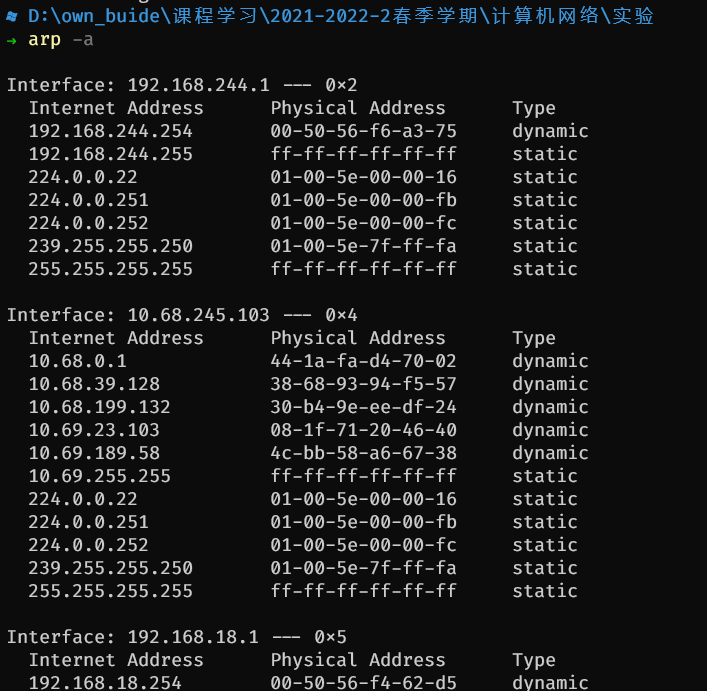 D:\own_buide\课程学习\2021-2022-2春季学期\计算机网络\实验
→ arp -a
Interface: 192.168.244.1 --- 0×2
Internet Address Physical Address Type
192.168.244.254 00-50-56-f6-a3-75 dynamic
192.168.244.255 ff-ff-ff-ff-ff-ff static
224.0.0.22 01-00-5e-00-00-16 static
224.0.0.251 01-00-5e-00-00-fb static
224.0.0.252 01-00-5e-00-00-fc static
239.255.255.250 01-00-5e-7f-ff-fa static
255.255.255.255 ff-ff-ff-ff-ff-ff static
Interface: 10.68.245.103 --- 0×4
Internet Address Physical Address Type
10.68.0.1 44-1a-fa-d4-70-02 dynamic
10.68.39.128 38-68-93-94-f5-57 dynamic
10.68.199.132 30-b4-9e-ee-df-24 dynamic
10.69.23.103 08-1f-71-20-46-40 dynamic
10.69.189.58 4c-bb-58-a6-67-38 dynamic
10.69.255.255 ff-ff-ff-ff-ff-ff static
224.0.0.22 01-00-5e-00-00-16 static
224.0.0.251 01-00-5e-00-00-fb static
224.0.0.252 01-00-5e-00-00-fc static
239.255.255.250 01-00-5e-7f-ff-fa static
255.255.255.255 ff-ff-ff-ff-ff-ff static
Interface: 192.168.18.1 --- 0×5
Internet Address Physical Address Type
192.168.18.254 00-50-56-f4-62-d5 dynamic